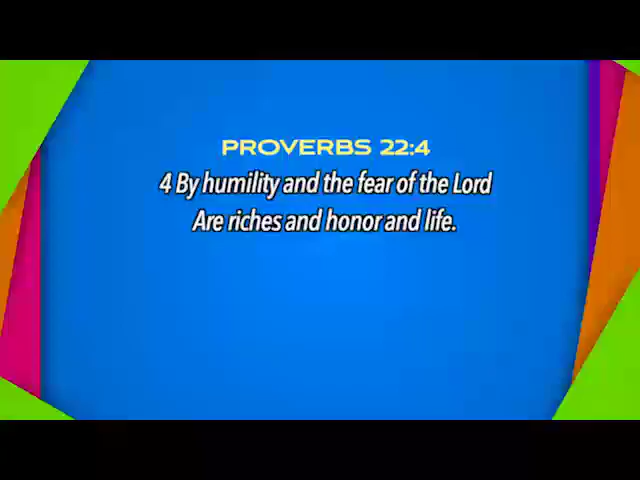 PROVERBS 22:4
4 By humility and the fear of the Lord
Are riches and honor and life.